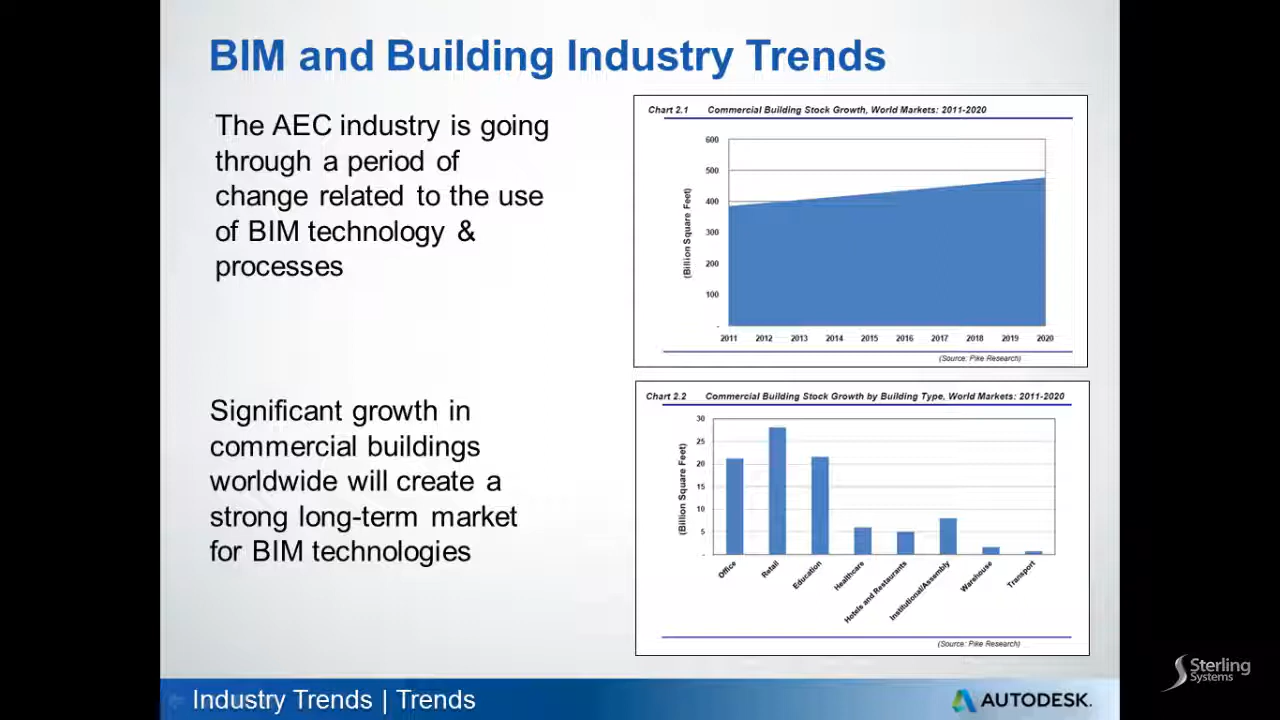 BIM and Building Industry Trends
The AEC industry is going
through a period of
change related to the use
of BIM technology &
processes
Significant growth in
commercial buildings
worldwide will create a
strong long-term market
for BIM technologies
Chart 2.1 Commercial Building Stock Growth, World Markets: 2011-2020
(Billion Square Feet)
600
500
400
300
200
100
-
2011 2012 2013 2014 2015 2016 2017 2018 2019 2020
(Source: Pike Research)
Chart 2.2 Commercial Building Stock Growth by Building Type, World Markets: 2011-2020
(Billion Square Feet)
30
25
20
15
10
5
-
Office Retail Education Healthcare Hotels and Restaurants Institutional/Assembly Warehouse Transport
(Source: Pike Research)
Industry Trends | Trends
AUTODESK.
Sterling
Systems